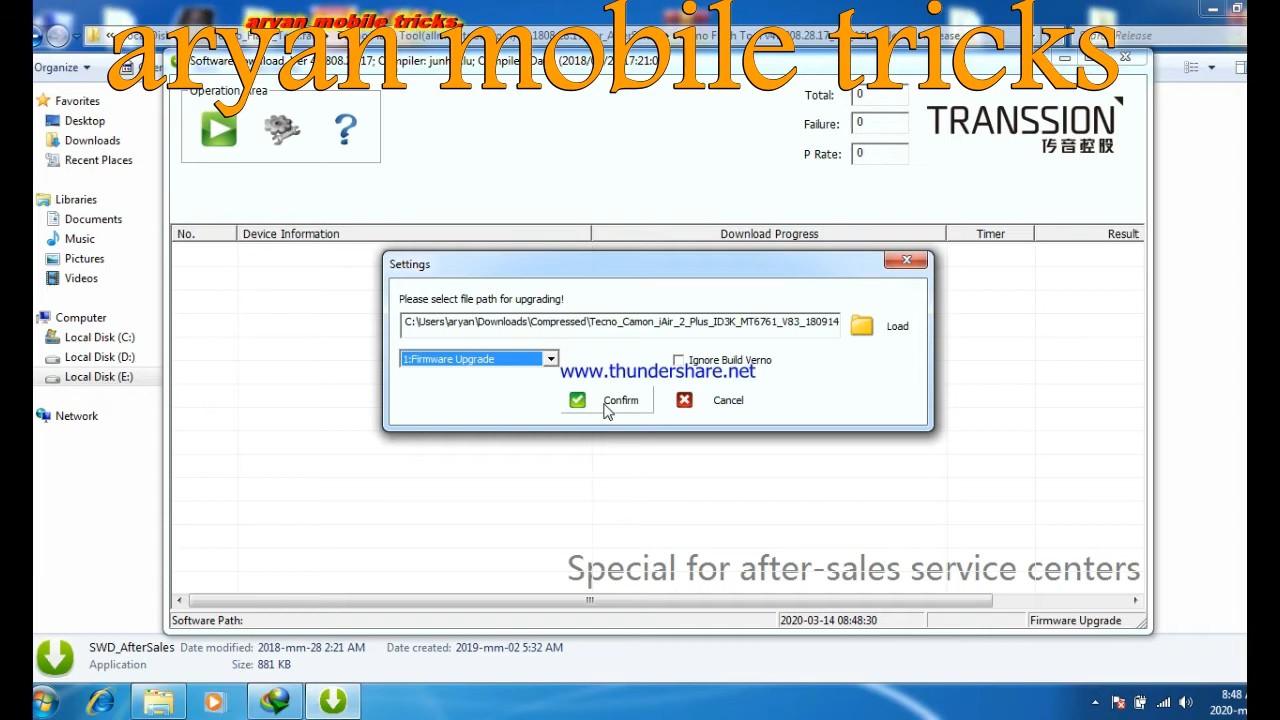 aryan mobile tricks.
aryan mobile tricks
Organize
Operation Area
Total:
0
Failure:
0
P Rate:
0
TRANSSION
传音控股
Favorites
Desktop
Downloads
Recent Places
Libraries
Documents
Music
Pictures
Videos
Computer
Local Disk (C:)
Local Disk (D:)
Local Disk (E:)
Network
No.
Device Information
Download Progress
Timer
Result
Settings
Please select file path for upgrading!
C:\Users\aryan\Downloads\Compressed\Tecno_Camon_iAir_2_Plus_ID3K_MT6761_V83_180914
Load
1:Firmware Upgrade
Ignore Build Verno
www.thundershare.net
Confirm
Cancel
Special for after-sales service centers
Software Path:
2020-03-14 08:48:30
Firmware Upgrade
SWD_AfterSales
Date modified: 2018-mm-28 2:21 AM
Date created: 2019-mm-02 5:32 AM
Application
Size: 881 KB
8:48
2020-m